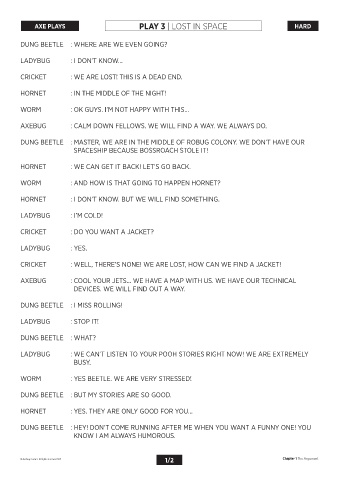 AXE PLAYS
PLAY 3 | LOST IN SPACE
HARD
DUNG BEETLE : WHERE ARE WE EVEN GOING?
LADYBUG : I DON'T KNOW...
CRICKET : WE ARE LOST! THIS IS A DEAD END.
HORNET : IN THE MIDDLE OF THE NIGHT!
WORM : OK GUYS. I'M NOT HAPPY WITH THIS...
AXEBUG : CALM DOWN FELLOWS. WE WILL FIND A WAY. WE ALWAYS DO.
DUNG BEETLE : MASTER, WE ARE IN THE MIDDLE OF ROBUG COLONY. WE DON'T HAVE OUR
SPACESHIP BECAUSE BOSSROACH STOLE IT!
HORNET : WE CAN GET IT BACK! LET'S GO BACK.
WORM : AND HOW IS THAT GOING TO HAPPEN HORNET?
HORNET : I DON'T KNOW. BUT WE WILL FIND SOMETHING.
LADYBUG : I'M COLD!
CRICKET : DO YOU WANT A JACKET?
LADYBUG : YES.
CRICKET : WELL, THERE'S NONE! WE ARE LOST, HOW CAN WE FIND A JACKET!
AXEBUG : COOL YOUR JETS... WE HAVE A MAP WITH US. WE HAVE OUR TECHNICAL
DEVICES. WE WILL FIND OUT A WAY.
DUNG BEETLE : I MISS ROLLING!
LADYBUG : STOP IT!
DUNG BEETLE : WHAT?
LADYBUG : WE CAN'T LISTEN TO YOUR POOH STORIES RIGHT NOW! WE ARE EXTREMELY
BUSY.
WORM : YES BEETLE. WE ARE VERY STRESSED!
DUNG BEETLE : BUT MY STORIES ARE SO GOOD.
HORNET : YES. THEY ARE ONLY GOOD FOR YOU...
DUNG BEETLE : HEY! DON'T COME RUNNING AFTER ME WHEN YOU WANT A FUNNY ONE! YOU
KNOW I AM ALWAYS HUMOROUS.
1/2